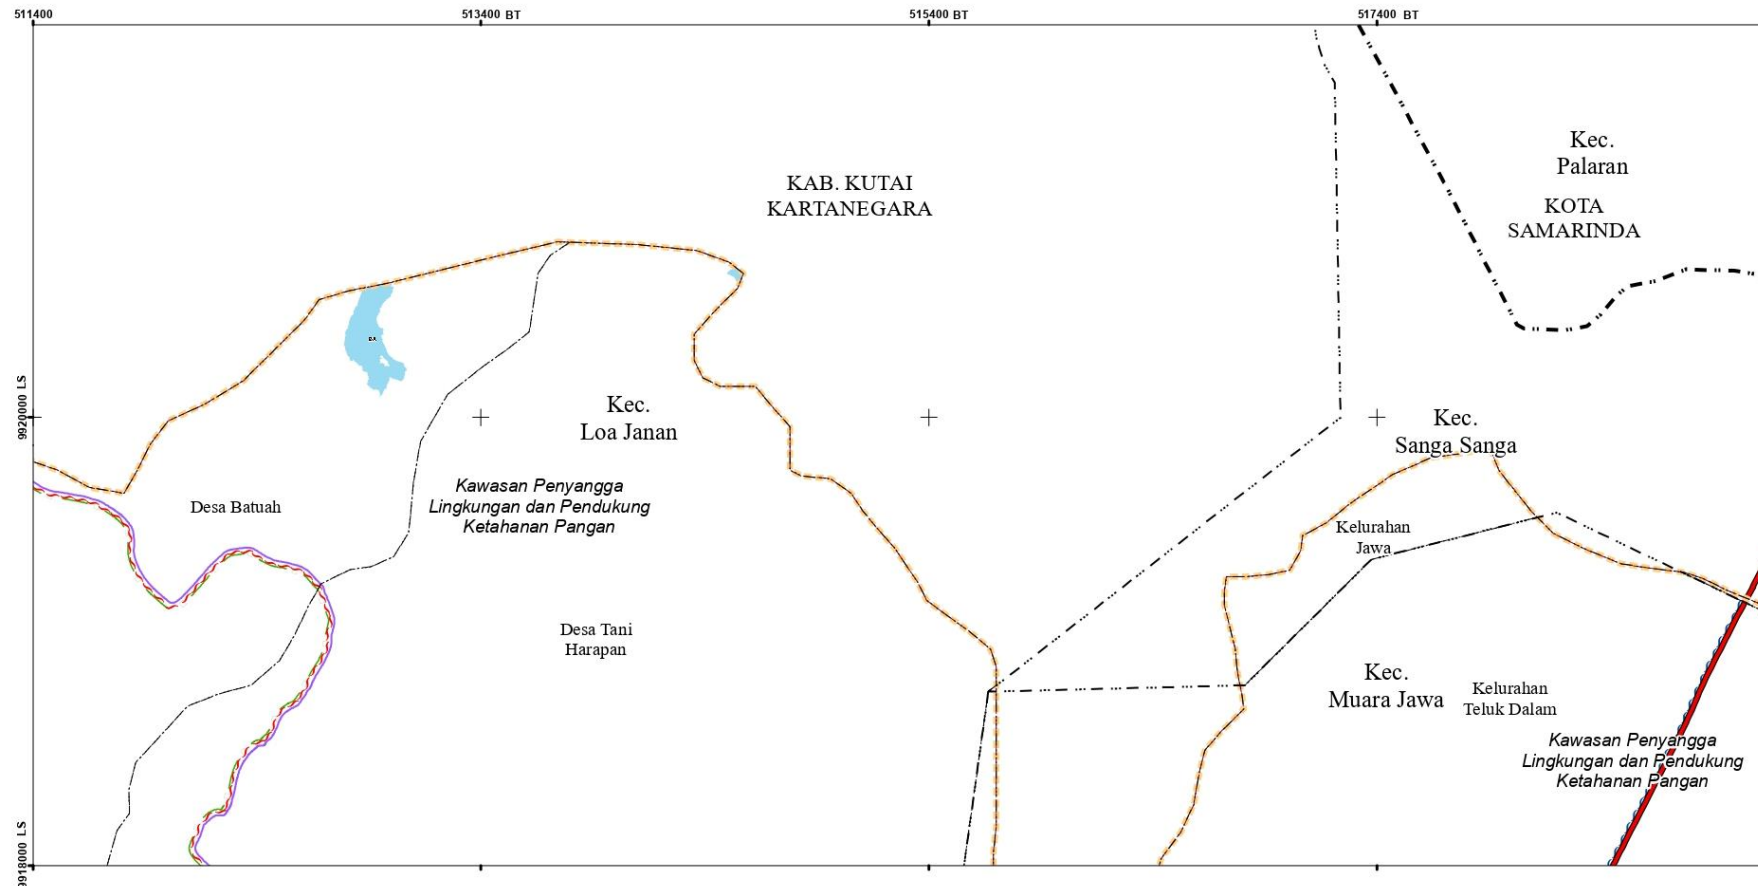 511400 BT
513400 BT
515400 BT
517400 BT
Kec.
Palaran
KOTA
SAMARINDA
KAB. KUTAI
KARTANEGARA
BA
9920000 LS
Kec.
Loa Janan
Kec.
Sanga Sanga
Kawasan Penyangga
Lingkungan dan Pendukung
Ketahanan Pangan
Desa Batuah
Kelurahan
Jawa
Desa Tani
Harapan
Kec.
Muara Jawa
Kelurahan
Teluk Dalam
Kawasan Penyangga
Lingkungan dan Pendukung
Ketahanan Pangan
9918000 LS